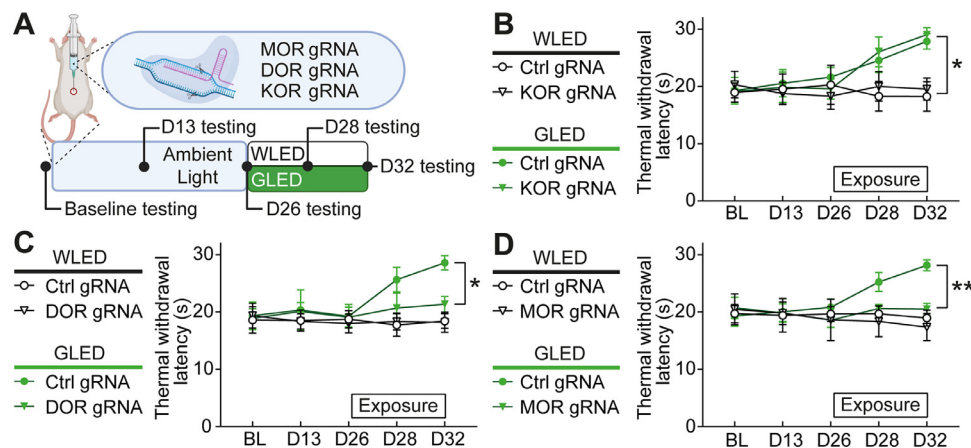 A
MOR gRNA
DOR gRNA
KOR gRNA
D13 testing
D28 testing
Ambient
Light
WLED
GLED
D32 testing
Baseline testing
D26 testing
B
WLED
Ctrl gRNA
KOR gRNA
GLED
Ctrl gRNA
KOR gRNA
Thermal withdrawal
latency (s)
30
20
10
0
*
Exposure
BL D13 D26 D28 D32
C
WLED
Ctrl gRNA
DOR gRNA
GLED
Ctrl gRNA
DOR gRNA
Thermal withdrawal
latency (s)
30
20
10
0
*
Exposure
BL D13 D26 D28 D32
D
WLED
Ctrl gRNA
MOR gRNA
GLED
Ctrl gRNA
MOR gRNA
Thermal withdrawal
latency (s)
30
20
10
0
**
Exposure
BL D13 D26 D28 D32